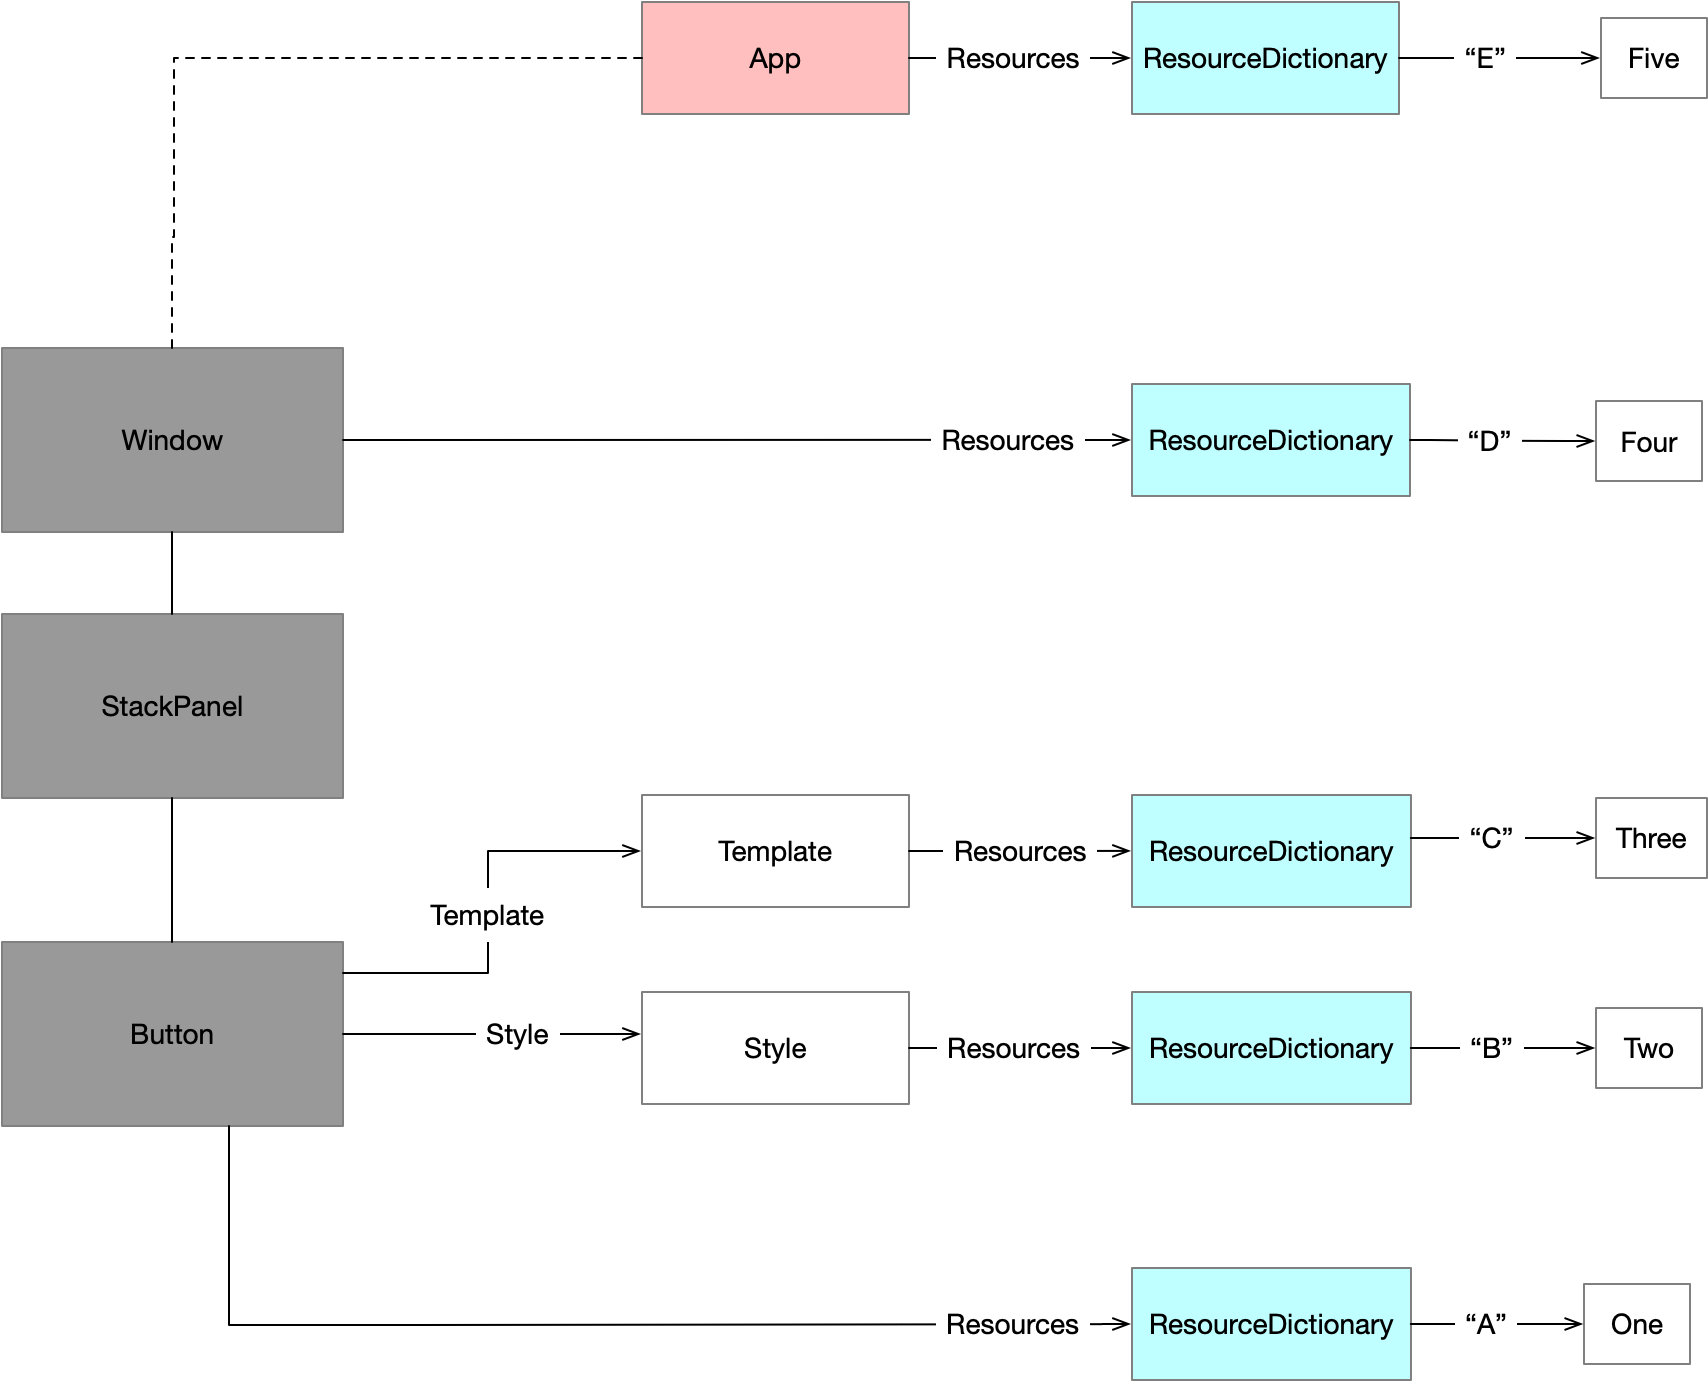 App
Resources
ResourceDictionary
“E”
Five
Window
Resources
ResourceDictionary
“D”
Four
StackPanel
Template
Template
Resources
ResourceDictionary
“C”
Three
Button
Style
Style
Resources
ResourceDictionary
“B”
Two
Resources
ResourceDictionary
“A”
One